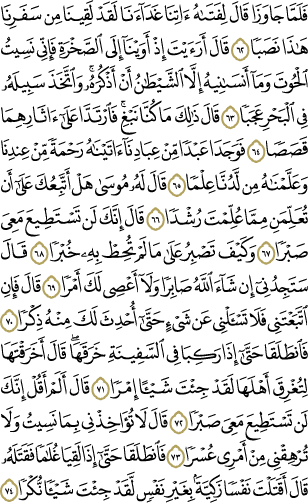 فَلَمَّا جَاوَزَا قَالَ لِفَتَىٰهُ ءَاتِنَا غَدَآءَنَا لَقَدْ لَقِينَا مِن سَفَرِنَا
هَٰذَا نَصَبًا ٦٢ قَالَ أَرَءَيْتَ إِذْ أَوَيْنَآ إِلَى ٱلصَّخْرَةِ فَإِنِّى نَسِيتُ
ٱلْحُوتَ وَمَآ أَنسَىٰنِيهُ إِلَّا ٱلشَّيْطَٰنُ أَنْ أَذْكُرَهُۥ ۚ وَٱتَّخَذَ سَبِيلَهُۥ
فِى ٱلْبَحْرِ عَجَبًا ٦٣ قَالَ ذَٰلِكَ مَا كُنَّا نَبْغِ ۚ فَٱرْتَدَّا عَلَىٰٓ ءَاثَارِهِمَا
قَصَصًا ٦٤ فَوَجَدَا عَبْدًا مِّنْ عِبَادِنَآ ءَاتَيْنَٰهُ رَحْمَةً مِّنْ عِندِنَا
وَعَلَّمْنَٰهُ مِن لَّدُنَّا عِلْمًا ٦٥ قَالَ لَهُۥ مُوسَىٰ هَلْ أَتَّبِعُكَ عَلَىٰٓ أَن
تُعَلِّمَنِ مِمَّا عُلِّمْتَ رُشْدًا ٦٦ قَالَ إِنَّكَ لَن تَسْتَطِيعَ مَعِىَ
صَبْرًا ٦٧ وَكَيْفَ تَصْبِرُ عَلَىٰ مَا لَمْ تُحِطْ بِهِۦ خُبْرًا ٦٨ قَالَ
سَتَجِدُنِىٓ إِن شَآءَ ٱللَّهُ صَابِرًا وَلَآ أَعْصِى لَكَ أَمْرًا ٦٩ قَالَ فَإِنِ
ٱتَّبَعْتَنِى فَلَا تَسْـَٔلْنِى عَن شَىْءٍ حَتَّىٰٓ أُحْدِثَ لَكَ مِنْهُ ذِكْرًا ٧٠
فَٱنطَلَقَا حَتَّىٰٓ إِذَا رَكِبَا فِى ٱلسَّفِينَةِ خَرَقَهَا ۖ قَالَ أَخَرَقْتَهَا
لِتُغْرِقَ أَهْلَهَا لَقَدْ جِئْتَ شَيْـًٔا إِمْرًا ٧١ قَالَ أَلَمْ أَقُلْ إِنَّكَ
لَن تَسْتَطِيعَ مَعِىَ صَبْرًا ٧٢ قَالَ لَا تُؤَاخِذْنِى بِمَا نَسِيتُ وَلَا
تُرْهِقْنِى مِنْ أَمْرِى عُسْرًا ٧٣ فَٱنطَلَقَا حَتَّىٰٓ إِذَا لَقِيَا غُلَٰمًا فَقَتَلَهُۥ
قَالَ أَقَتَلْتَ نَفْسًا زَكِيَّةًۢ بِغَيْرِ نَفْسٍ لَّقَدْ جِئْتَ شَيْـًٔا نُّكْرًا ٧٤